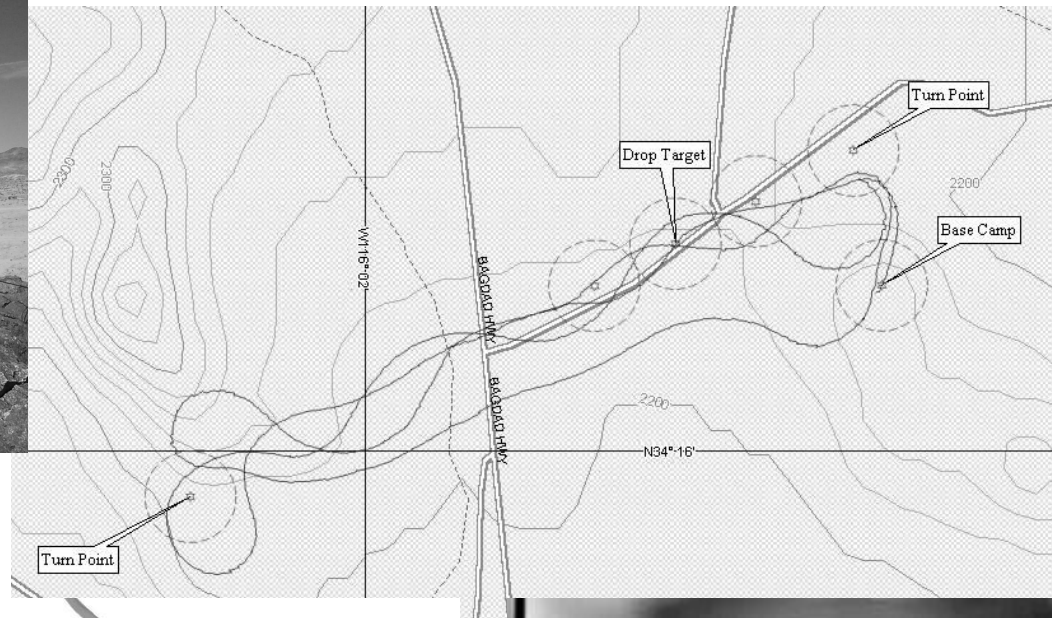 Turn Point
Drop Target
2300
2300
2200
Base Camp
W116°-02'
BAGDAD HWY
BAGDAD HWY
2200
N34°-16'
Turn Point